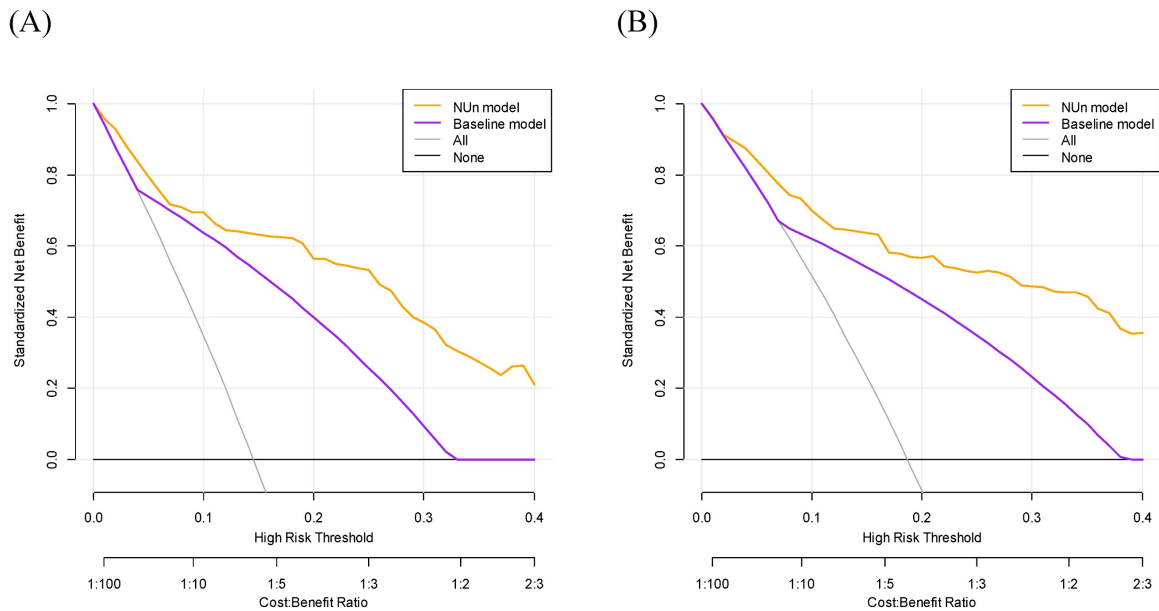 (A)
NUn model
Baseline model
All
None
Standardized Net Benefit
1.0
0.8
0.6
0.4
0.2
0.0
0.0 0.1 0.2 0.3 0.4
High Risk Threshold
1:100 1:10 1:5 1:3 1:2 2:3
Cost:Benefit Ratio
(B)
NUn model
Baseline model
All
None
Standardized Net Benefit
1.0
0.8
0.6
0.4
0.2
0.0
0.0 0.1 0.2 0.3 0.4
High Risk Threshold
1:100 1:10 1:5 1:3 1:2 2:3
Cost:Benefit Ratio